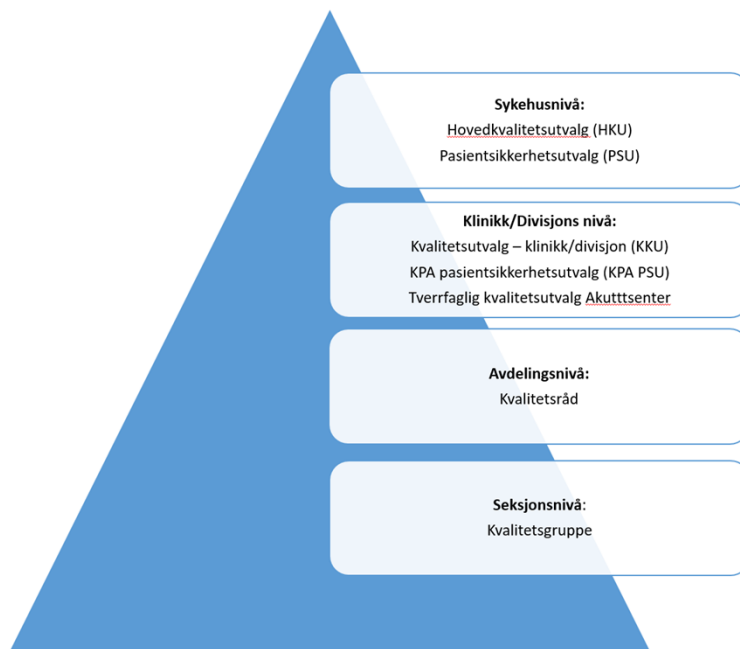 Sykehusnivå:
Hovedkvalitetsutvalg (HKU)
Pasientsikkerhetsutvalg (PSU)
Klinikk/Divisjons nivå:
Kvalitetsutvalg – klinikk/divisjon (KKU)
KPA pasientsikkerhetsutvalg (KPA PSU)
Tverrfaglig kvalitetsutvalg Akutttsenter
Avdelingsnivå:
Kvalitetsråd
Seksjonsnivå:
Kvalitetsgruppe